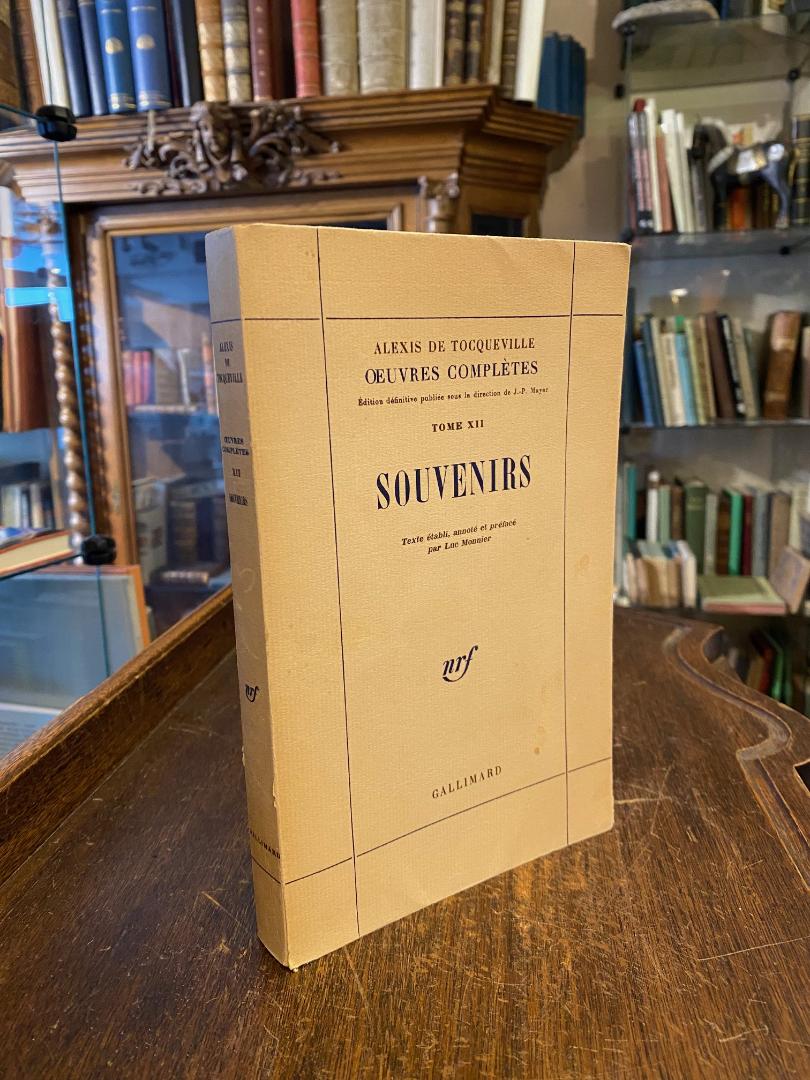 ALEXIS DE TOCQUEVILLE
ŒUVRES COMPLÈTES
Édition définitive publiée sous la direction de J.-P. Mayer
TOME XII
SOUVENIRS
Texte établi, annoté et préfacé
par Luc Monnier
nrf
GALLIMARD
ALEXIS
DE
TOCQUEVILLE
ŒUVRES
COMPLÈTES
XII
SOUVENIRS
nrf
GALLIMARD